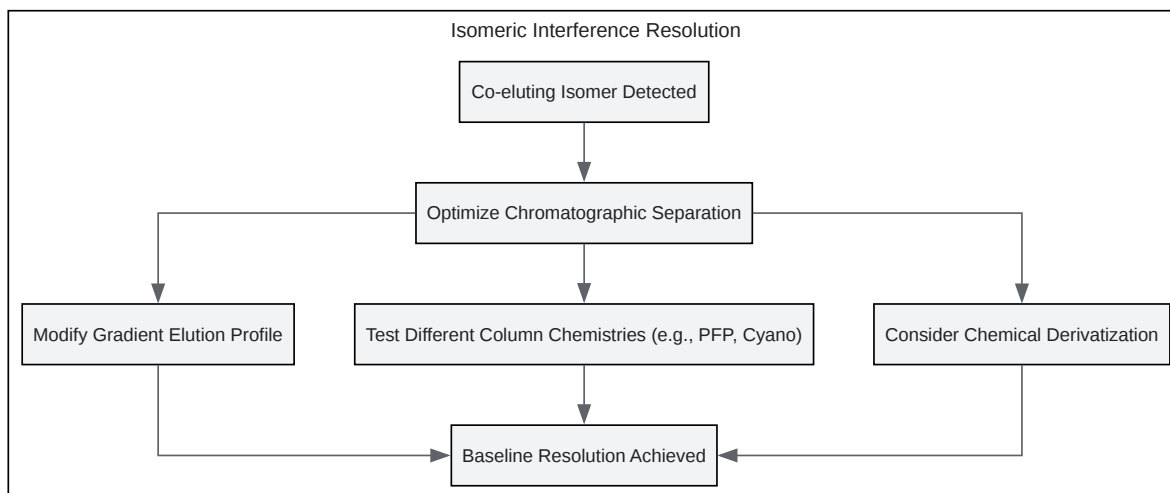 Isomeric Interference Resolution
Co-eluting Isomer Detected
Optimize Chromatographic Separation
Modify Gradient Elution Profile
Test Different Column Chemistries (e.g., PFP, Cyano)
Consider Chemical Derivatization
Baseline Resolution Achieved